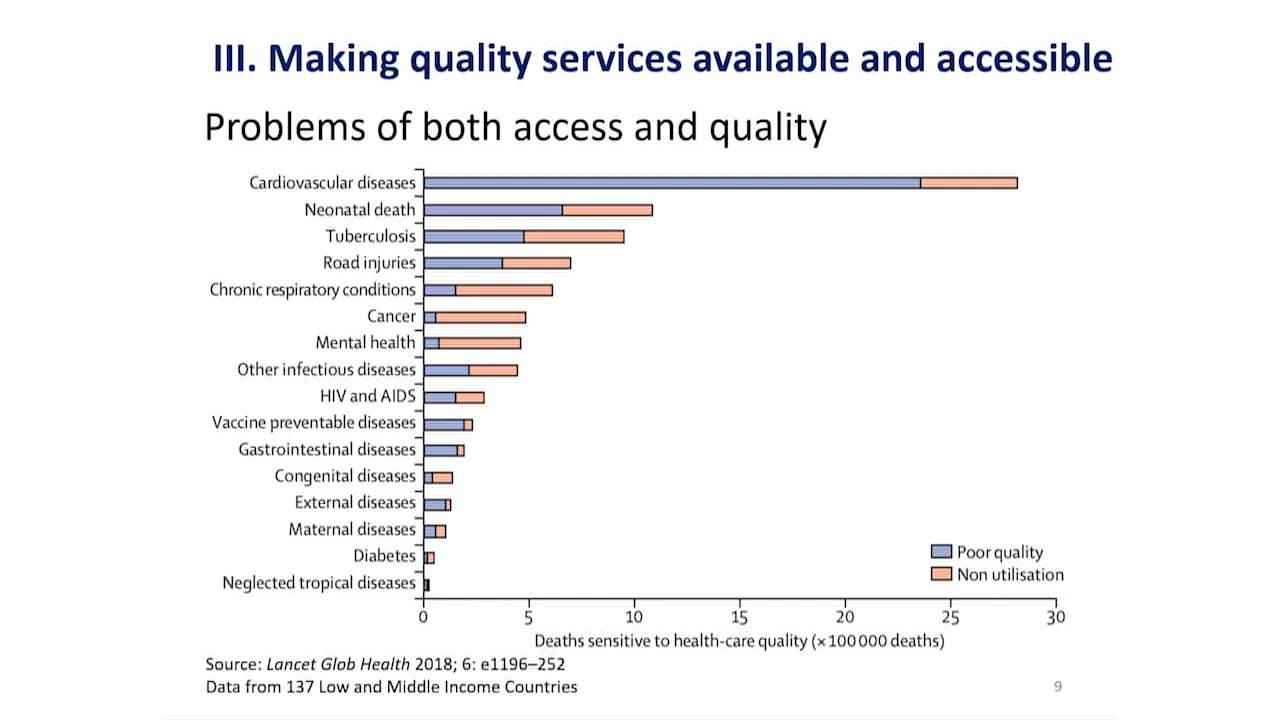 III. Making quality services available and accessible
Problems of both access and quality
Cardiovascular diseases
Neonatal death
Tuberculosis
Road injuries
Chronic respiratory conditions
Cancer
Mental health
Other infectious diseases
HIV and AIDS
Vaccine preventable diseases
Gastrointestinal diseases
Congenital diseases
External diseases
Maternal diseases
Diabetes
Neglected tropical diseases
Poor quality
Non utilisation
0 5 10 15 20 25 30
Deaths sensitive to health-care quality (× 100 000 deaths)
Source: Lancet Glob Health 2018; 6: e1196–252
Data from 137 Low and Middle Income Countries
9